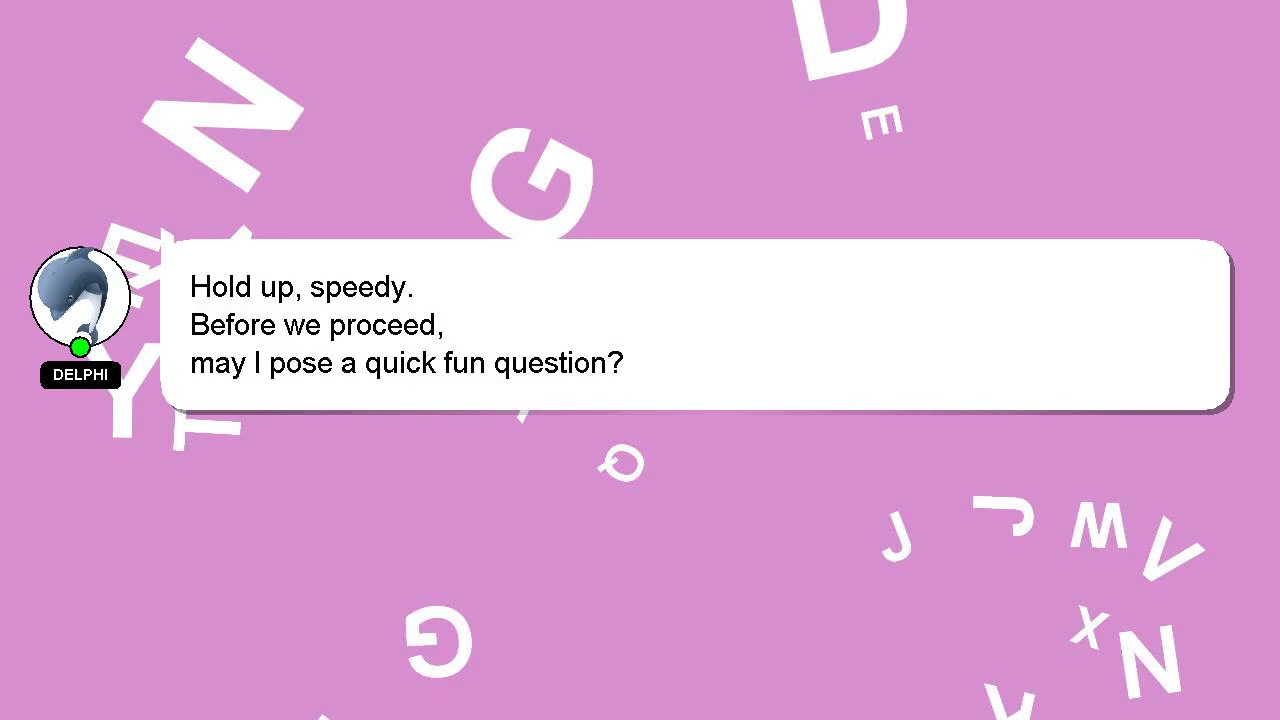 D
N
E
G
Hold up, speedy.
Before we proceed,
may I pose a quick fun question?
DELPHI
Y
T
Q
J
J
W
V
X
G
N